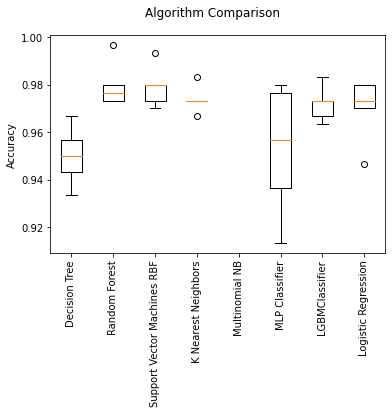 Algorithm Comparison
1.00
0.98
0.96
0.94
0.92
Accuracy
Decision Tree
Random Forest
Support Vector Machines RBF
K Nearest Neighbors
Multinomial NB
MLP Classifier
LGBMClassifier
Logistic Regression